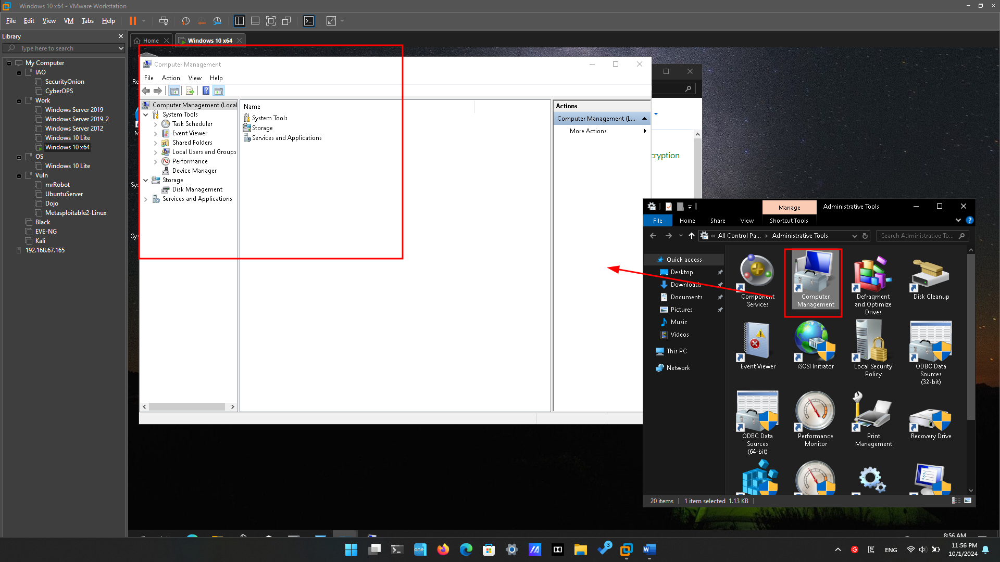 Windows 10 x64 - VMware Workstation
File Edit View VM Tabs Help
Library
Type here to search
My Computer
IAO
SecurityOnion
CyberOPS
Work
Windows Server 2019
Windows Server 2019_2
Windows Server 2012
Windows 10 Lite
Windows 10 x64
OS
Windows 10 Lite
Vuln
mrRobot
UbuntuServer
Dojo
Metasploitable2-Linux
Black
EVE-NG
Kali
192.168.67.165
Home
Windows 10 x64
Computer Management
File Action View Help
Computer Management (Local
System Tools
Task Scheduler
Event Viewer
Shared Folders
Local Users and Groups
Performance
Device Manager
Storage
Disk Management
Services and Applications
Name
System Tools
Storage
Services and Applications
Actions
Computer Management (L...
More Actions
cryption
Manage
Administrative Tools
File Home Share View Shortcut Tools
« All Control Pa... › Administrative Tools
Search Administrative To...
Quick access
Desktop
Downloads
Documents
Pictures
Music
Videos
This PC
Network
Component
Services
Computer
Management
Defragment
and Optimize
Drives
Disk Cleanup
Event Viewer
iSCSI Initiator
Local Security
Policy
ODBC Data
Sources
(32-bit)
ODBC Data
Sources
(64-bit)
Performance
Monitor
Print
Management
Recovery Drive
20 items
1 item selected 1.13 KB
8:56 AM
one
3
ENG
11:56 PM
10/1/2024